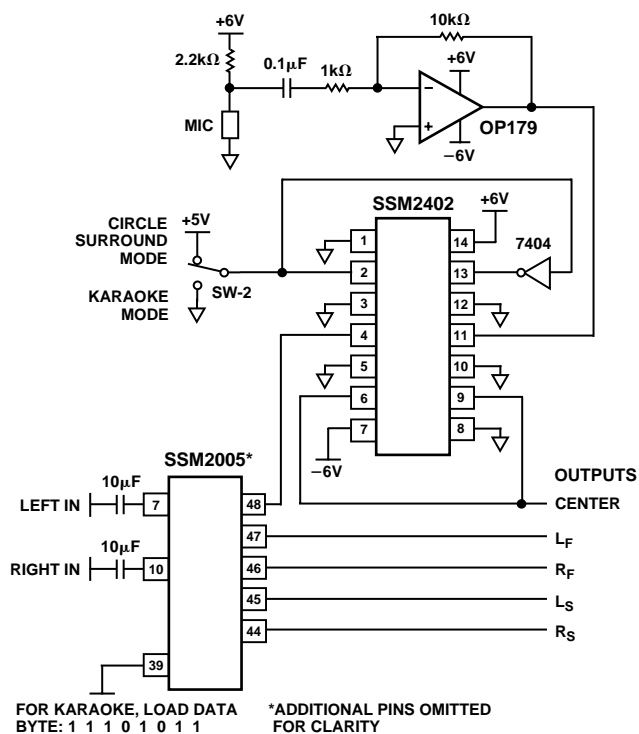 +6V
10kΩ
2.2kΩ
0.1μF
1kΩ
+6V
−
+
MIC
OP179
−6V
SSM2402
+6V
CIRCLE
SURROUND
MODE
+5V
7404
1
14
2
13
SW-2
KARAOKE
MODE
3
12
4
11
5
10
6
9
7
8
−6V
SSM2005*
OUTPUTS
10μF
LEFT IN
7
48
CENTER
47
LF
10μF
RIGHT IN
10
46
RF
45
LS
44
RS
39
FOR KARAOKE, LOAD DATA
BYTE: 1 1 1 0 1 0 1 1
*ADDITIONAL PINS OMITTED
FOR CLARITY